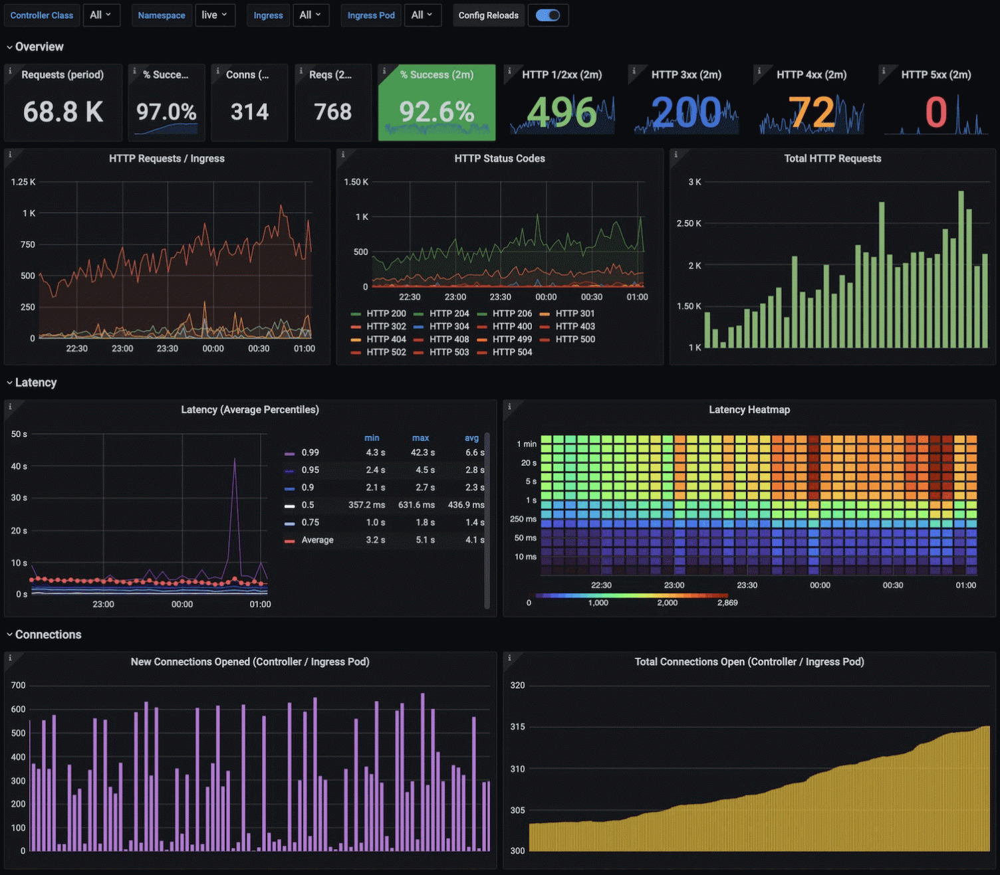 Controller Class All Namespace live Ingress All Ingress Pod All Config Reloads
Overview
Requests (period)
68.8 K
% Succe...
97.0%
Conns (...
314
Reqs (2...
768
% Success (2m)
92.6%
HTTP 1/2xx (2m)
496
HTTP 3xx (2m)
200
HTTP 4xx (2m)
72
HTTP 5xx (2m)
0
HTTP Requests / Ingress
1.25 K
1 K
750
500
250
0
22:30 23:00 23:30 00:00 00:30 01:00
HTTP Status Codes
1.50 K
1 K
500
0
22:30 23:00 23:30 00:00 00:30 01:00
HTTP 200 HTTP 204 HTTP 206 HTTP 301
HTTP 302 HTTP 304 HTTP 400 HTTP 403
HTTP 404 HTTP 408 HTTP 499 HTTP 500
HTTP 502 HTTP 503 HTTP 504
Total HTTP Requests
3 K
2.50 K
2 K
1.50 K
1 K
Latency
Latency (Average Percentiles)
50 s
40 s
30 s
20 s
10 s
0 s
23:00 00:00 01:00
min max avg
0.99 4.3 s 42.3 s 6.6 s
0.95 2.4 s 4.5 s 2.8 s
0.9 2.1 s 2.7 s 2.3 s
0.5 357.2 ms 631.6 ms 436.9 ms
0.75 1.0 s 1.8 s 1.4 s
Average 3.2 s 5.1 s 4.1 s
Latency Heatmap
1 min
20 s
5 s
1 s
250 ms
50 ms
10 ms
22:30 23:00 23:30 00:00 00:30 01:00
0 1,000 2,000 2,869
Connections
New Connections Opened (Controller / Ingress Pod)
700
600
500
400
300
200
100
0
Total Connections Open (Controller / Ingress Pod)
320
315
310
305
300